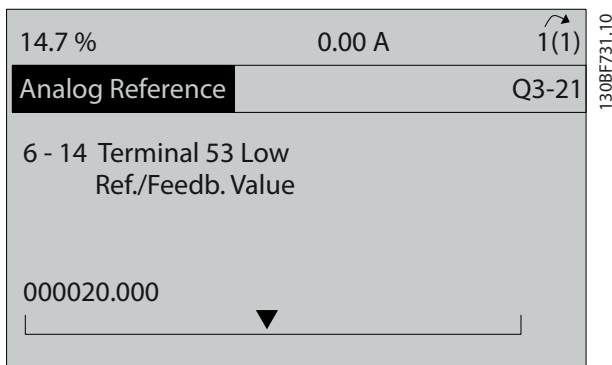 14.7 % 0.00 A 1(1)
Analog Reference Q3-21
6 - 14 Terminal 53 Low
Ref./Feedb. Value
000020.000
130BF731.10